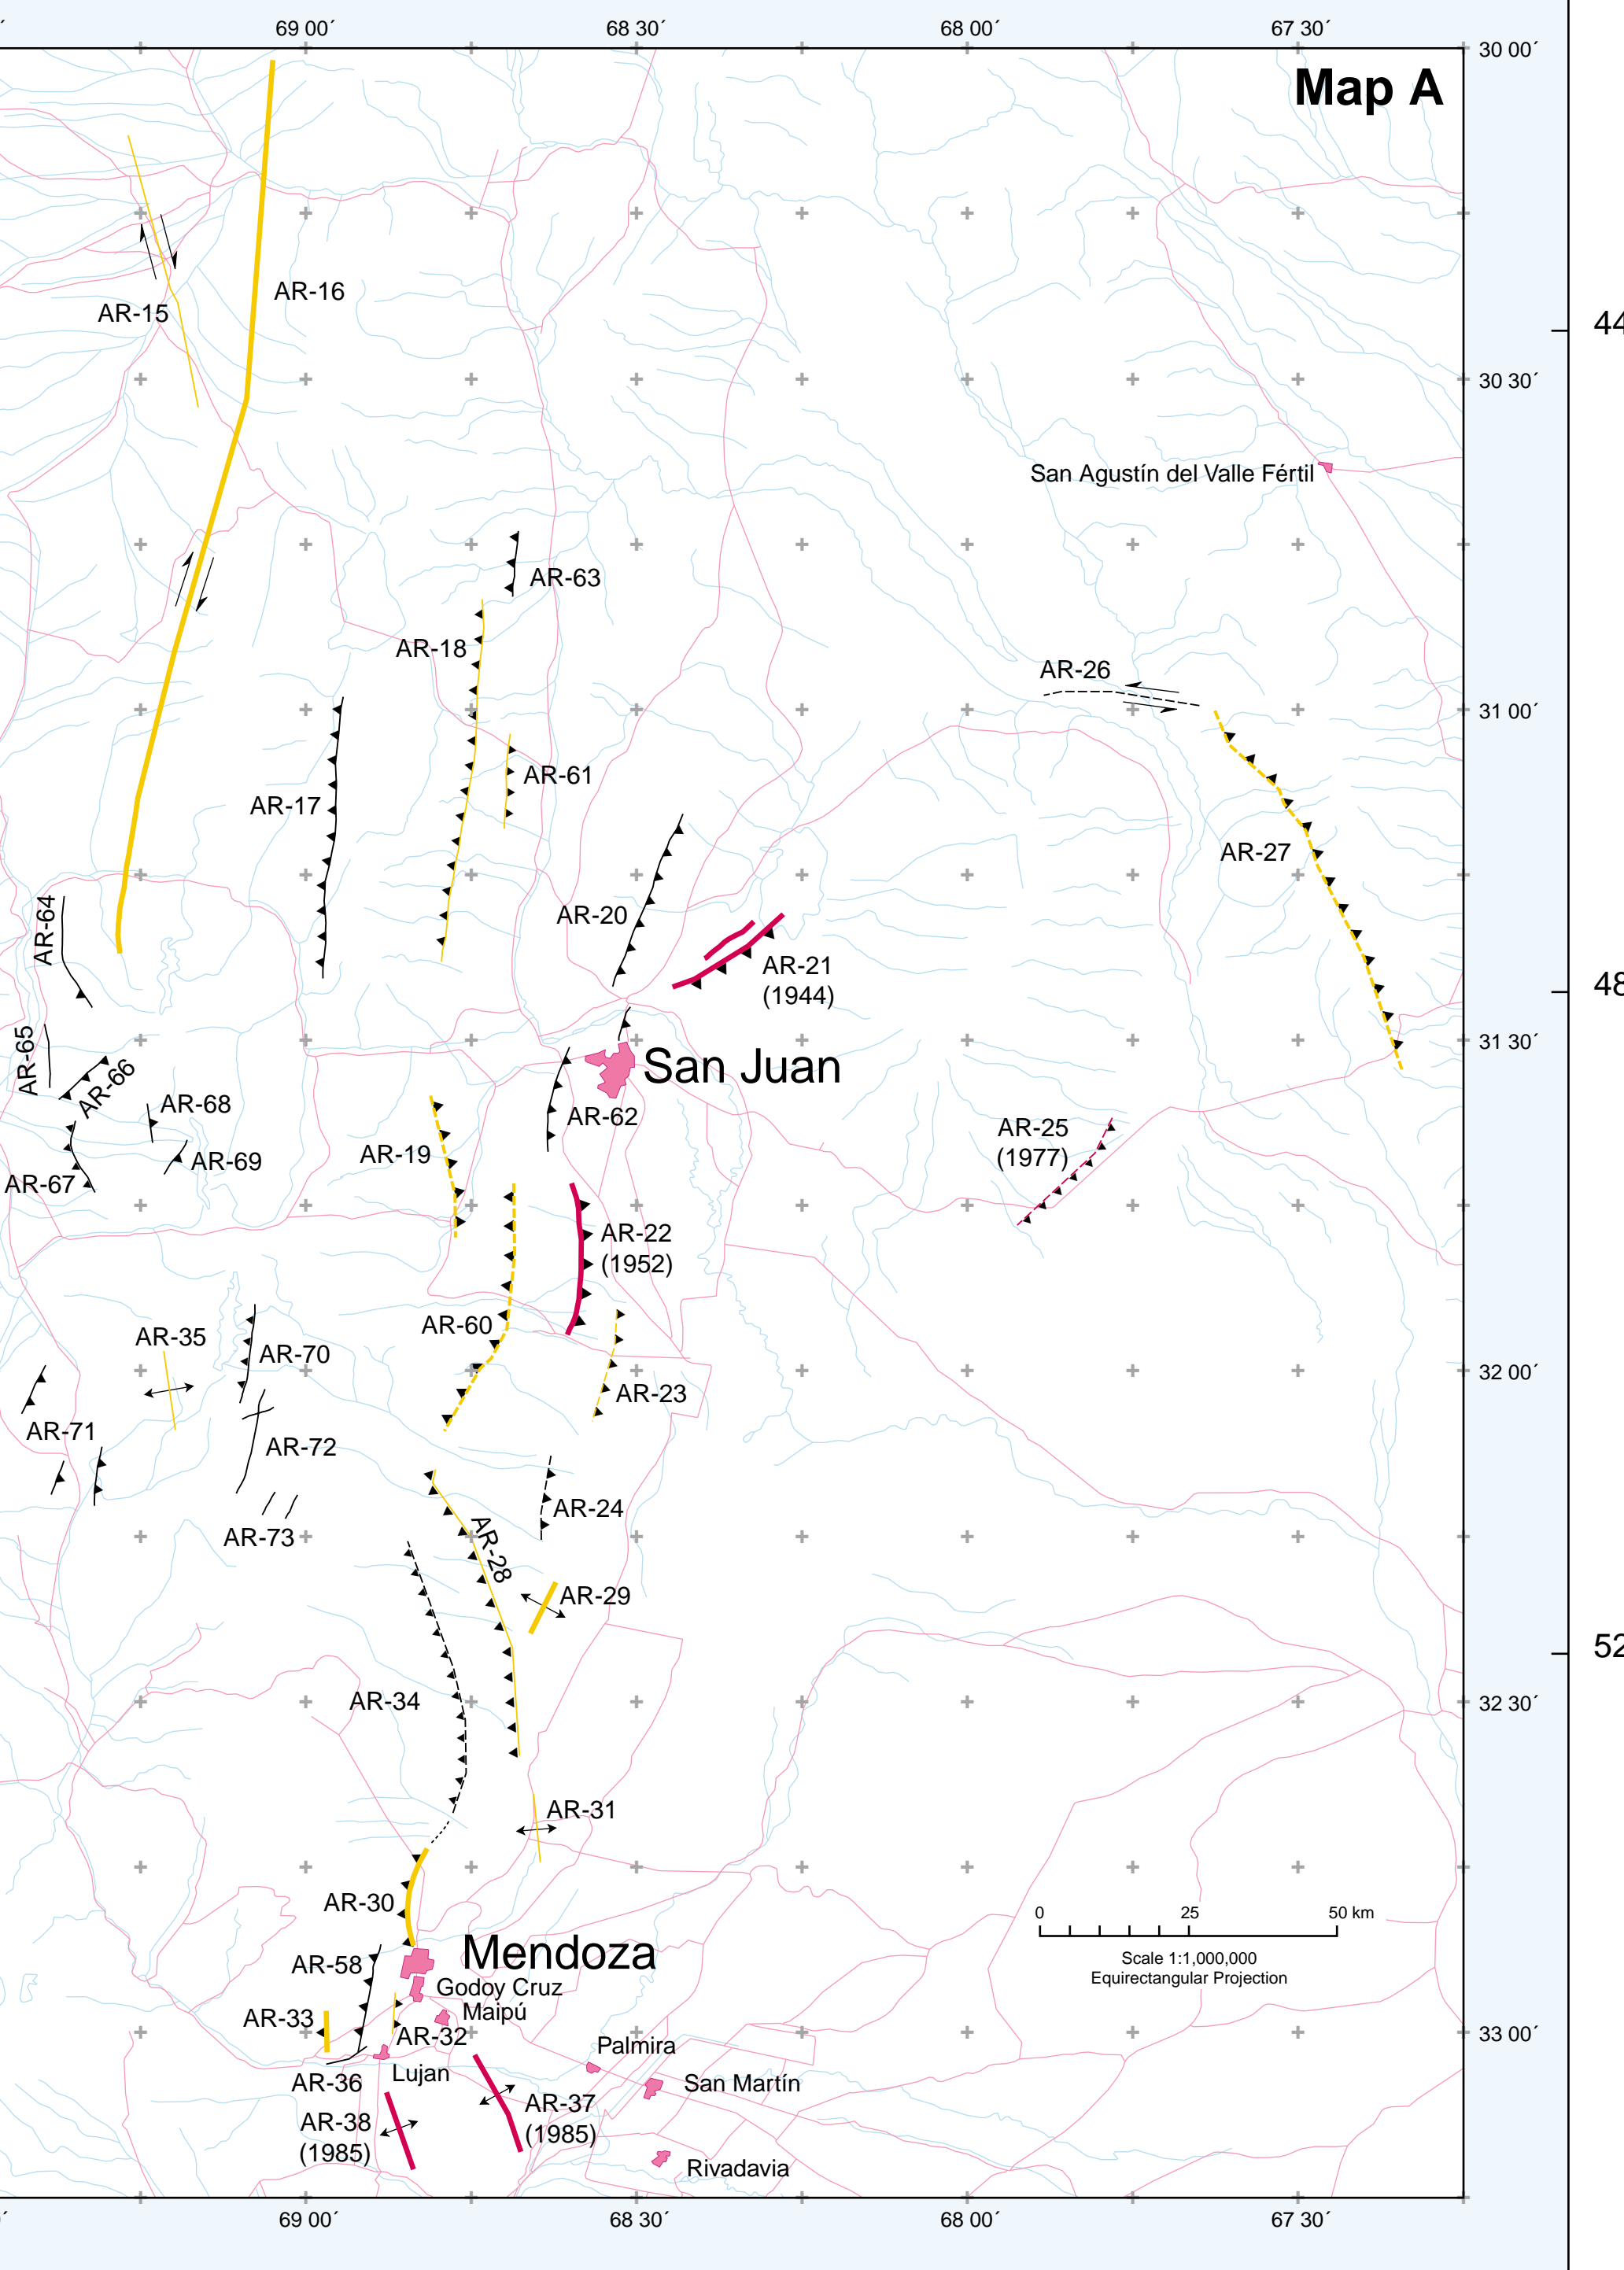 69 00´
68 30´
68 00´
67 30´
30 00´
Map A
AR-16
AR-15
44
30 30´
San Agustín del Valle Fértil
AR-63
AR-18
AR-26
31 00´
AR-61
AR-17
AR-27
AR-20
AR-64
AR-21
(1944)
48
AR-65
31 30´
San Juan
AR-66
AR-68
AR-62
AR-25
(1977)
AR-19
AR-69
AR-67
AR-22
(1952)
AR-60
AR-35
AR-70
32 00´
AR-23
AR-71
AR-72
AR-24
AR-73
AR-28
AR-29
52
AR-34
32 30´
AR-31
AR-30
0 25 50 km
Mendoza
Scale 1:1,000,000
AR-58
Equirectangular Projection
Godoy Cruz
Maipú
AR-33
AR-32
33 00´
Palmira
Lujan
AR-36
San Martín
AR-37
(1985)
AR-38
(1985)
Rivadavia
69 00´
68 30´
68 00´
67 30´